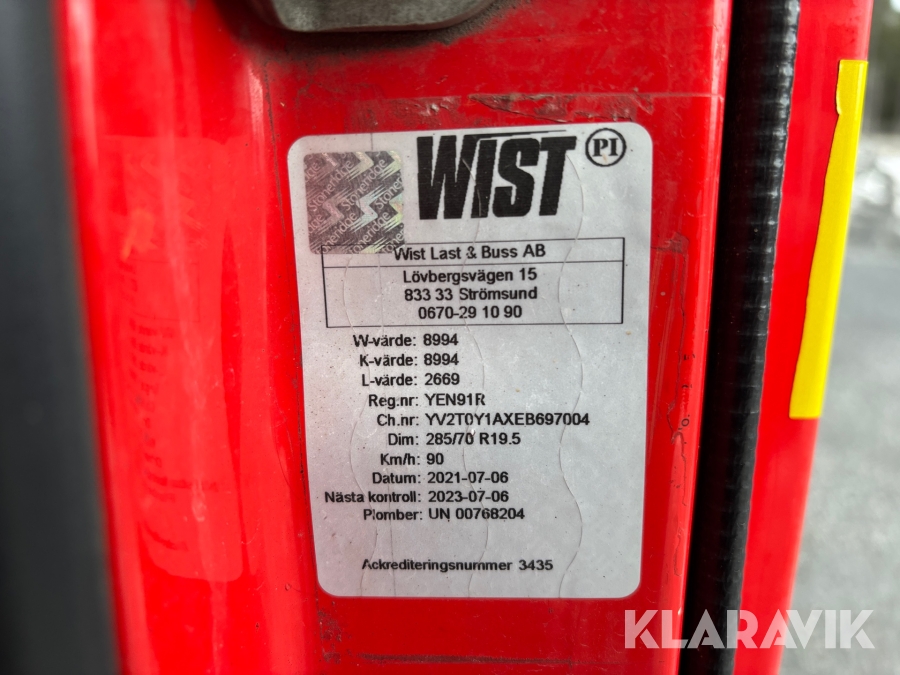 WIST
PI
Stoneridge
Wist Last & Buss AB
Lövbergsvägen 15
833 33 Strömsund
0670-29 10 90
W-värde: 8994
K-värde: 8994
L-värde: 2669
Reg.nr: YEN91R
Ch.nr: YV2T0Y1AXEB697004
Dim: 285/70 R19.5
Km/h: 90
Datum: 2021-07-06
Nästa kontroll: 2023-07-06
Plomber: UN 00768204
Ackrediteringsnummer 3435
KLARAVIK